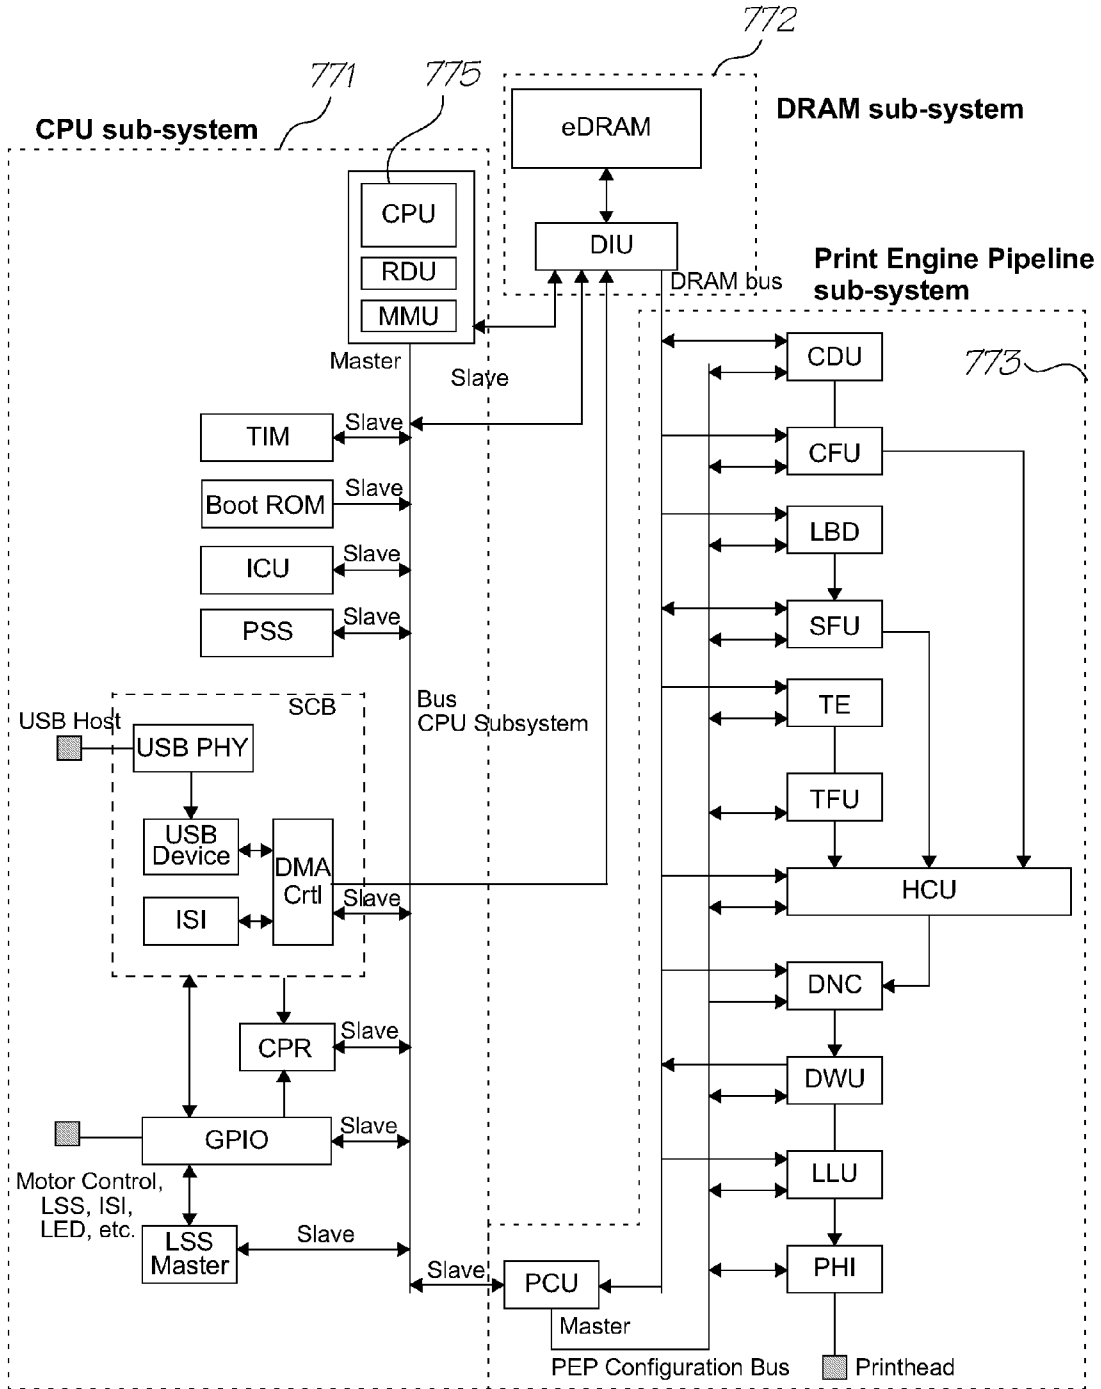 772
771
775
DRAM sub-system
CPU sub-system
eDRAM
CPU
DIU
RDU
MMU
DRAM bus
Print Engine Pipeline
sub-system
Master
Slave
773
CDU
TIM
Slave
CFU
Boot ROM
Slave
LBD
ICU
Slave
PSS
Slave
SFU
SCB
Bus
CPU Subsystem
TE
USB Host
USB PHY
TFU
USB
Device
DMA
Crtl
Slave
ISI
HCU
DNC
CPR
Slave
DWU
GPIO
Slave
Motor Control,
LSS, ISI,
LED, etc.
LLU
LSS
Master
Slave
Slave
PCU
PHI
Master
PEP Configuration Bus
Printhead